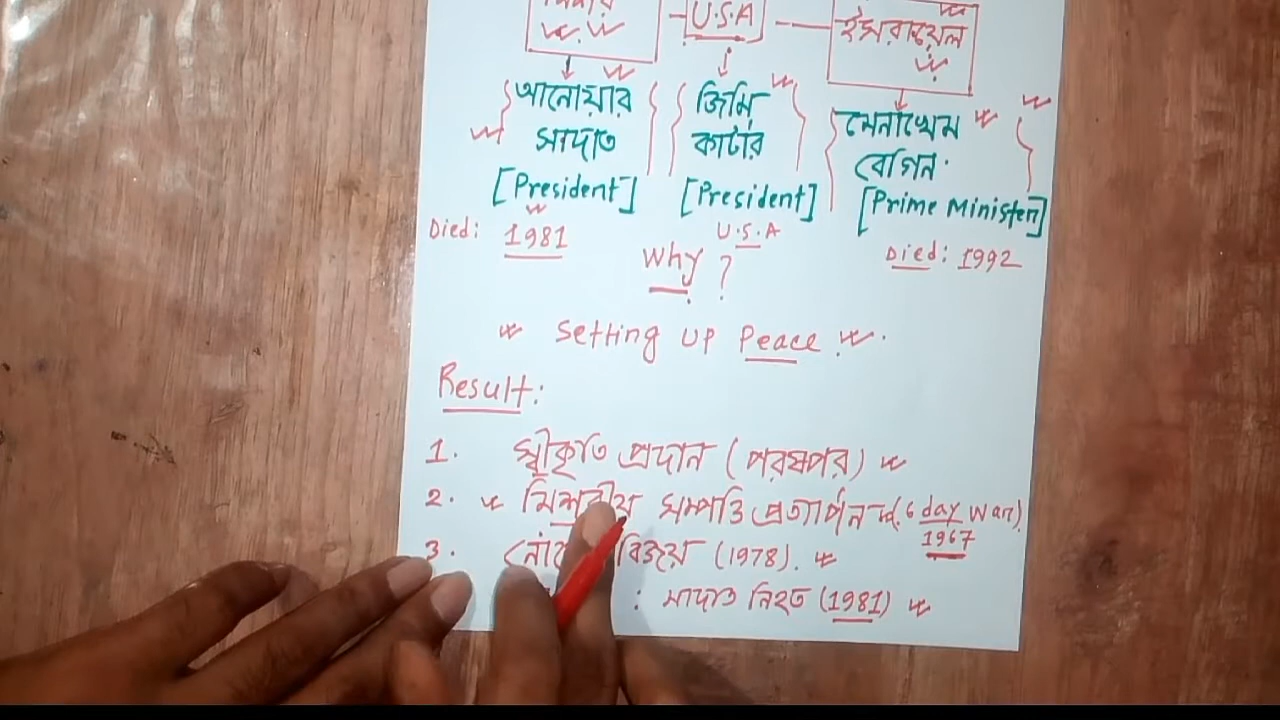 U.S.A ইসরায়েল
আনোয়ার জিমি মেনাখেম
সাদাত কার্টার বেগিন.
[President] [President] [Prime Minister]
Died: 1981 U.S.A Died: 1992
Why ?
Setting up Peace
Result:
1. স্বীকৃতি প্রদান (পরষ্পর)
2. মিশরীয় সম্পত্তি প্রত্যার্পন (6 day War)
1967
3. বিজয় (1978).
: সাদাত নিহত (1981)